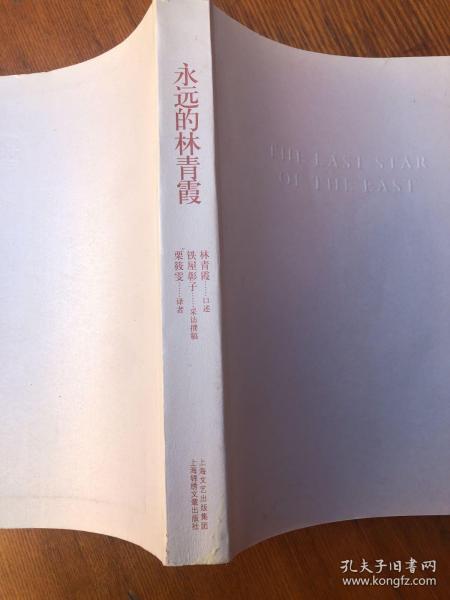 永远的林青霞
林青霞……口述
铁屋彰子……采访撰稿
栗筱雯……译者
上海文艺出版集团
上海锦绣文章出版社
THE LAST STAR
OF THE EAST
孔夫子旧书网
www.kongfz.com